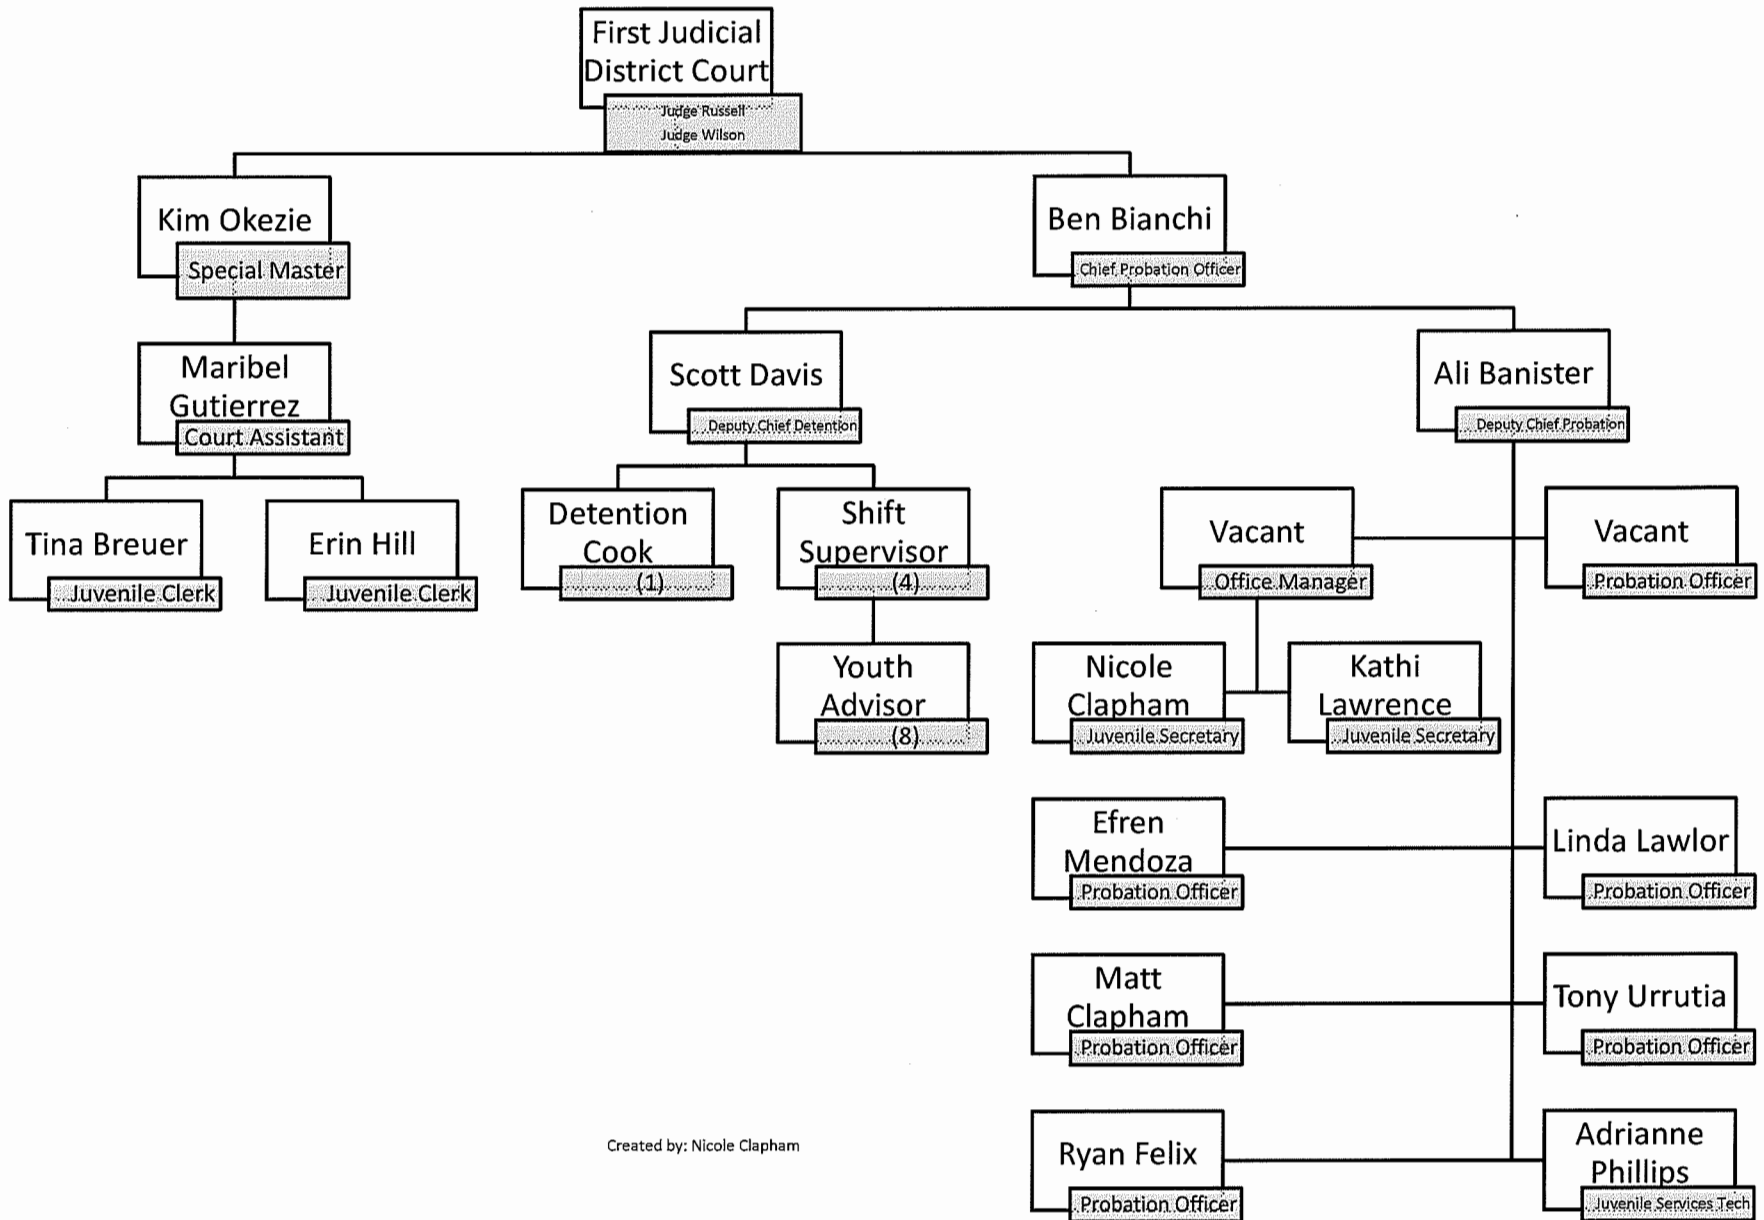 First Judicial
District Court
Judge Russell
Judge Wilson
Kim Okezie
Special Master
Ben Bianchi
Chief Probation Officer
Maribel
Gutierrez
Court Assistant
Scott Davis
Deputy Chief Detention
Ali Banister
Deputy Chief Probation
Tina Breuer
Juvenile Clerk
Erin Hill
Juvenile Clerk
Detention
Cook
(1)
Shift
Supervisor
(4)
Vacant
Office Manager
Vacant
Probation Officer
Youth
Advisor
(8)
Nicole
Clapham
Juvenile Secretary
Kathi
Lawrence
Juvenile Secretary
Efren
Mendoza
Probation Officer
Linda Lawlor
Probation Officer
Matt
Clapham
Probation Officer
Tony Urrutia
Probation Officer
Created by: Nicole Clapham
Ryan Felix
Probation Officer
Adrianne
Phillips
Juvenile Services Tech